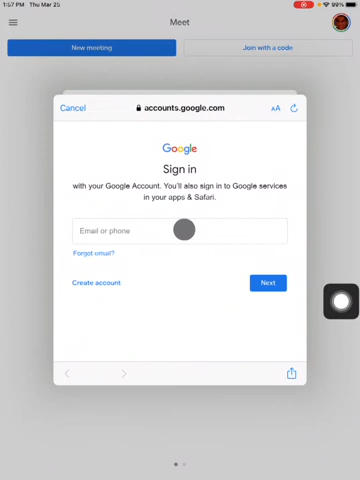 1:57 PM Thu Mar 25
99%
Meet
New meeting
Join with a code
Cancel
accounts.google.com
AA
Google
Sign in
with your Google Account. You'll also sign in to Google services
in your apps & Safari.
Email or phone
Forgot email?
Create account
Next